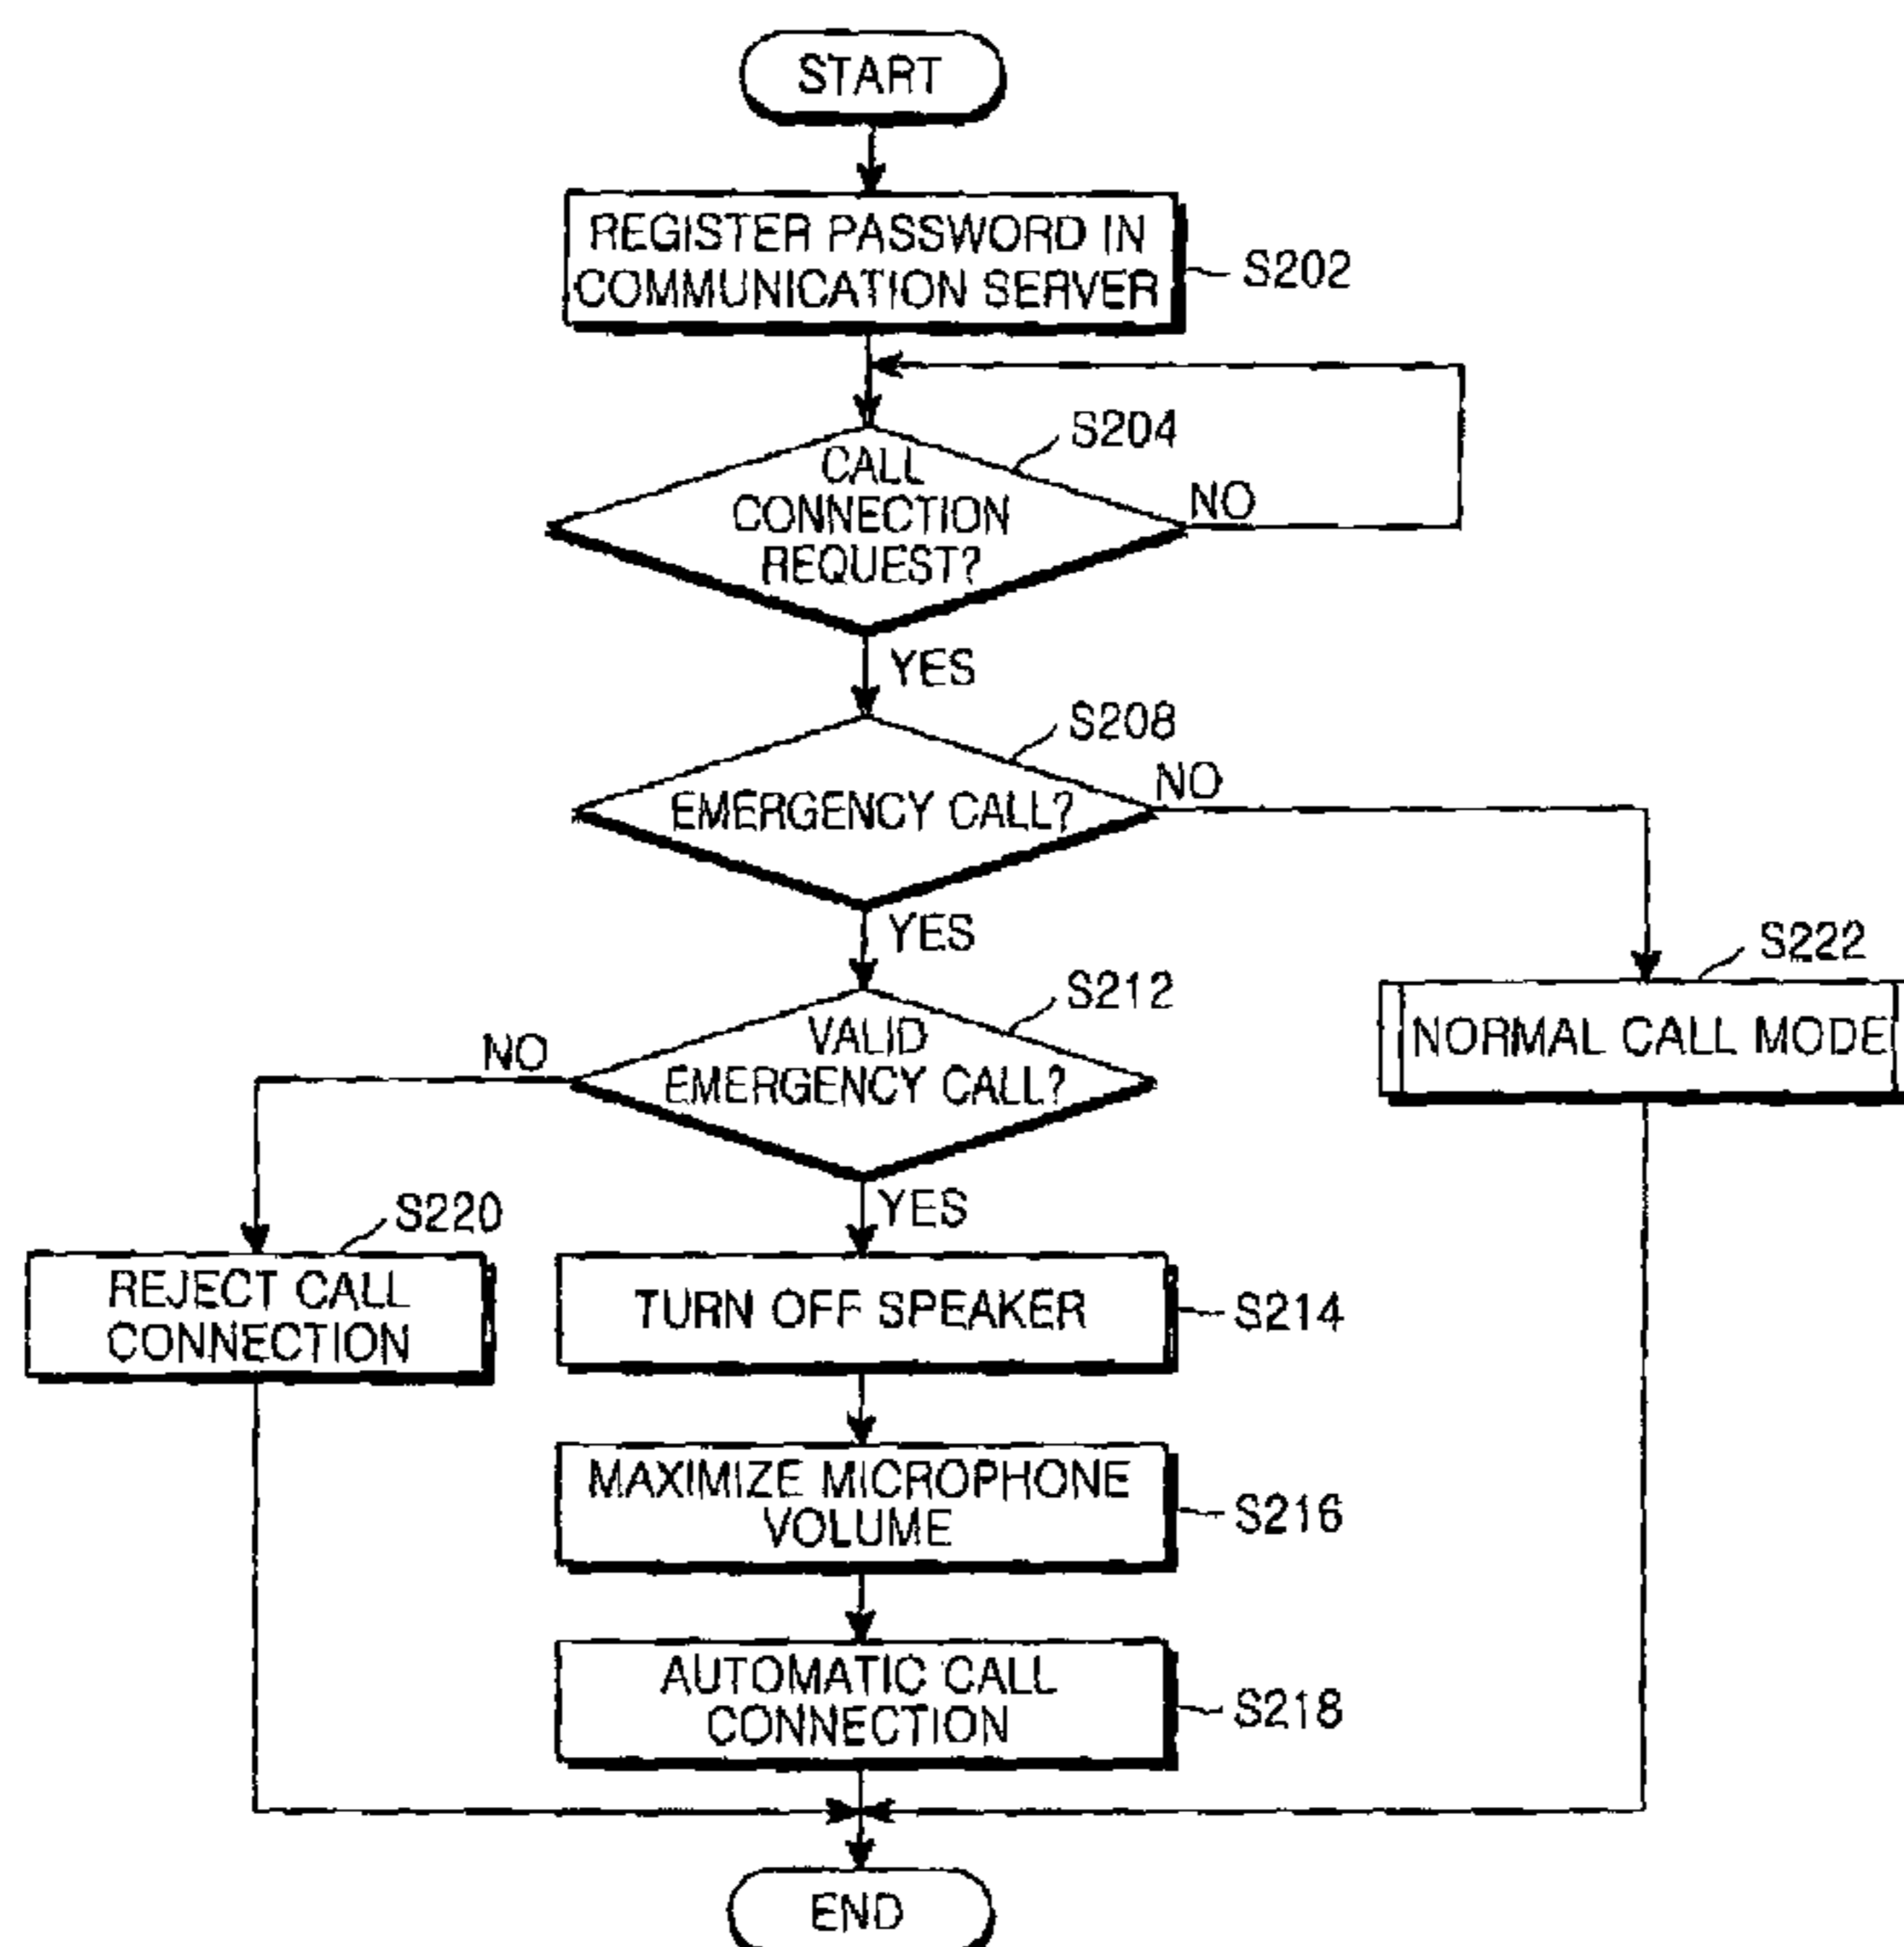 START
REGISTER PASSWORD IN
COMMUNICATION SERVER
S202
S204
CALL
CONNECTION
REQUEST?
NO
YES
S208
EMERGENCY CALL?
NO
YES
S222
NORMAL CALL MODE
S212
VALID
EMERGENCY CALL?
NO
YES
S220
REJECT CALL
CONNECTION
TURN OFF SPEAKER
S214
MAXIMIZE MICROPHONE
VOLUME
S216
AUTOMATIC CALL
CONNECTION
S218
END